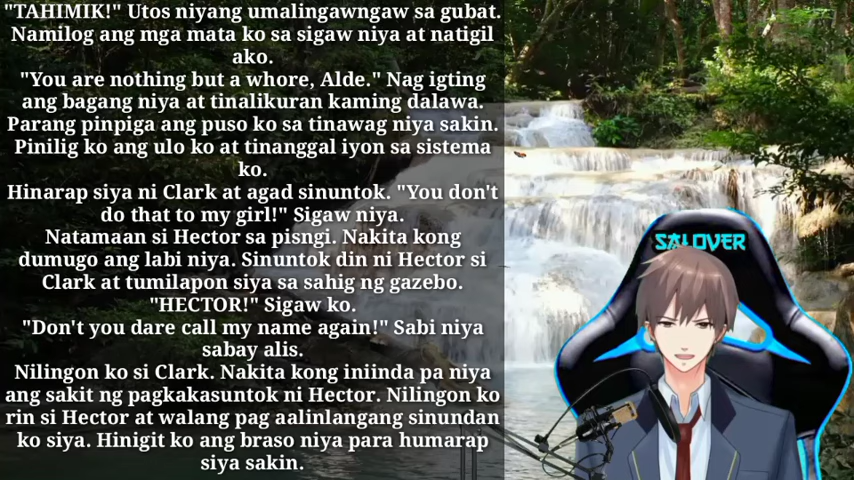 "TAHIMIK!" Utos niyang umalingawngaw sa gubat.
Namilog ang mga mata ko sa sigaw niya at natigil
ako.
"You are nothing but a whore, Alde." Nag igting
ang bagang niya at tinalikuran kaming dalawa.
Parang pinpiga ang puso ko sa tinawag niya sakin.
Pinilig ko ang ulo ko at tinanggal iyon sa sistema
ko.
Hinarap siya ni Clark at agad sinuntok. "You don't
do that to my girl!" Sigaw niya.
Natamaan si Hector sa pisngi. Nakita kong
dumugo ang labi niya. Sinuntok din ni Hector si
Clark at tumilapon siya sa sahig ng gazebo.
"HECTOR!" Sigaw ko.
"Don't you dare call my name again!" Sabi niya
sabay alis.
Nilingon ko si Clark. Nakita kong iniinda pa niya
ang sakit ng pagkakasuntok ni Hector. Nilingon ko
rin si Hector at walang pag aalinlangang sinundan
ko siya. Hinigit ko ang braso niya para humarap
siya sakin.
SALOVER